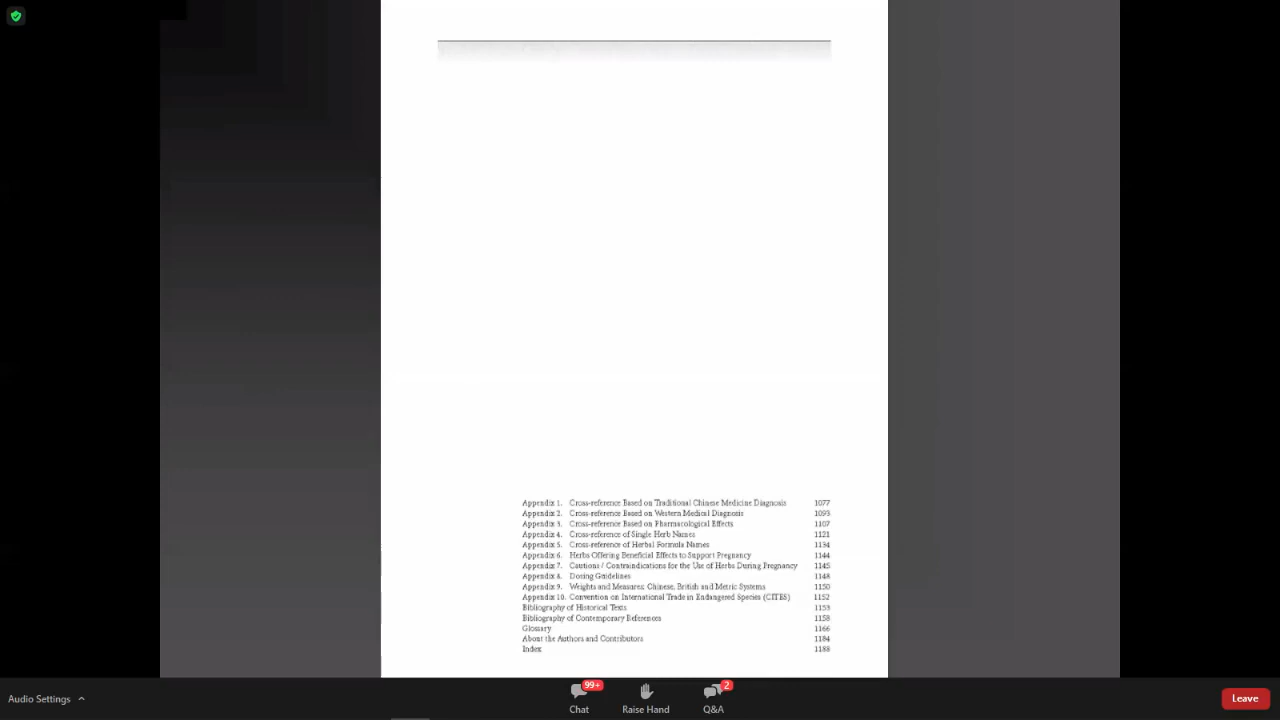 Appendix 1. Cross-reference Based on Traditional Chinese Medicine Diagnosis 1077
Appendix 2. Cross-reference Based on Western Medical Diagnosis 1093
Appendix 3. Cross-reference Based on Pharmacological Effects 1107
Appendix 4. Cross-reference of Single Herb Names 1121
Appendix 5. Cross-reference of Herbal Formula Names 1134
Appendix 6. Herbs Offering Beneficial Effects to Support Pregnancy 1144
Appendix 7. Cautions / Contraindications for the Use of Herbs During Pregnancy 1145
Appendix 8. Dosing Guidelines 1148
Appendix 9. Weights and Measures: Chinese, British and Metric Systems 1150
Appendix 10. Convention on International Trade in Endangered Species (CITES) 1152
Bibliography of Historical Texts 1153
Bibliography of Contemporary References 1158
Glossary 1166
About the Authors and Contributors 1184
Index 1188
Audio Settings
99+
Chat
Raise Hand
2
Q&A
Leave